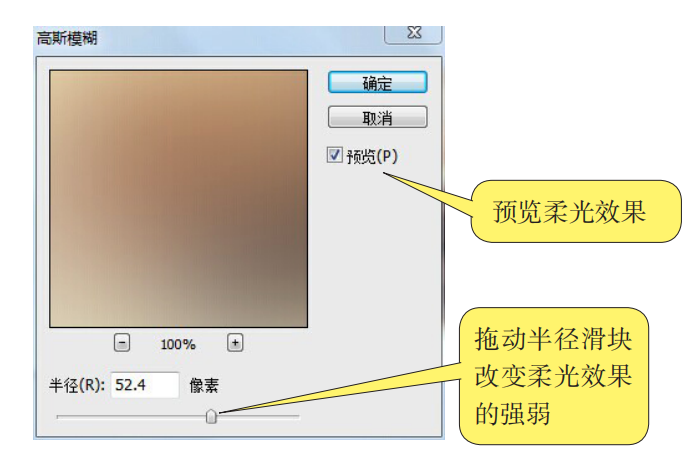 高斯模糊
确定
取消
预览(P)
预览柔光效果
100%
半径(R): 52.4 像素
拖动半径滑块
改变柔光效果
的强弱